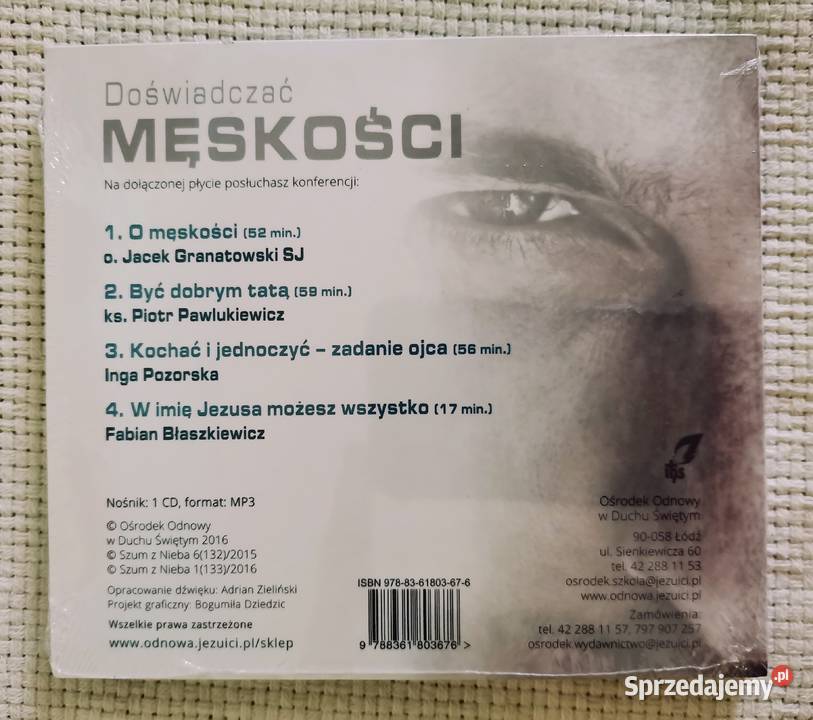 Doświadczać
MĘSKOŚCI
Na dołączonej płycie posłuchasz konferencji:
1. O męskości (52 min.)
o. Jacek Granatowski SJ
2. Być dobrym tatą (59 min.)
ks. Piotr Pawlukiewicz
3. Kochać i jednoczyć – zadanie ojca (56 min.)
Inga Pozorska
4. W imię Jezusa możesz wszystko (17 min.)
Fabian Błaszkiewicz
Nośnik: 1 CD, format: MP3
© Ośrodek Odnowy
w Duchu Świętym 2016
© Szum z Nieba 6(132)/2015
© Szum z Nieba 1(133)/2016
Opracowanie dźwięku: Adrian Zieliński
Projekt graficzny: Bogumiła Dziedzic
Wszelkie prawa zastrzeżone
www.odnowa.jezuici.pl/sklep
ISBN 978-83-61803-67-6
9 788361 803676 >
ihs
Ośrodek Odnowy
w Duchu Świętym
90-058 Łódź
ul. Sienkiewicza 60
tel. 42 288 11 53
osrodek.szkola@jezuici.pl
www.odnowa.jezuici.pl
Zamówienia:
tel. 42 288 11 57, 797 907 257
osrodek.wydawnictwo@jezuici.pl
Sprzedajemy.pl